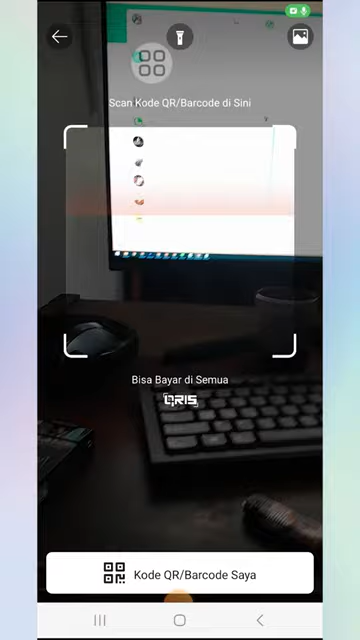 Scan Kode QR/Barcode di Sini
Bisa Bayar di Semua
QRIS
Kode QR/Barcode Saya